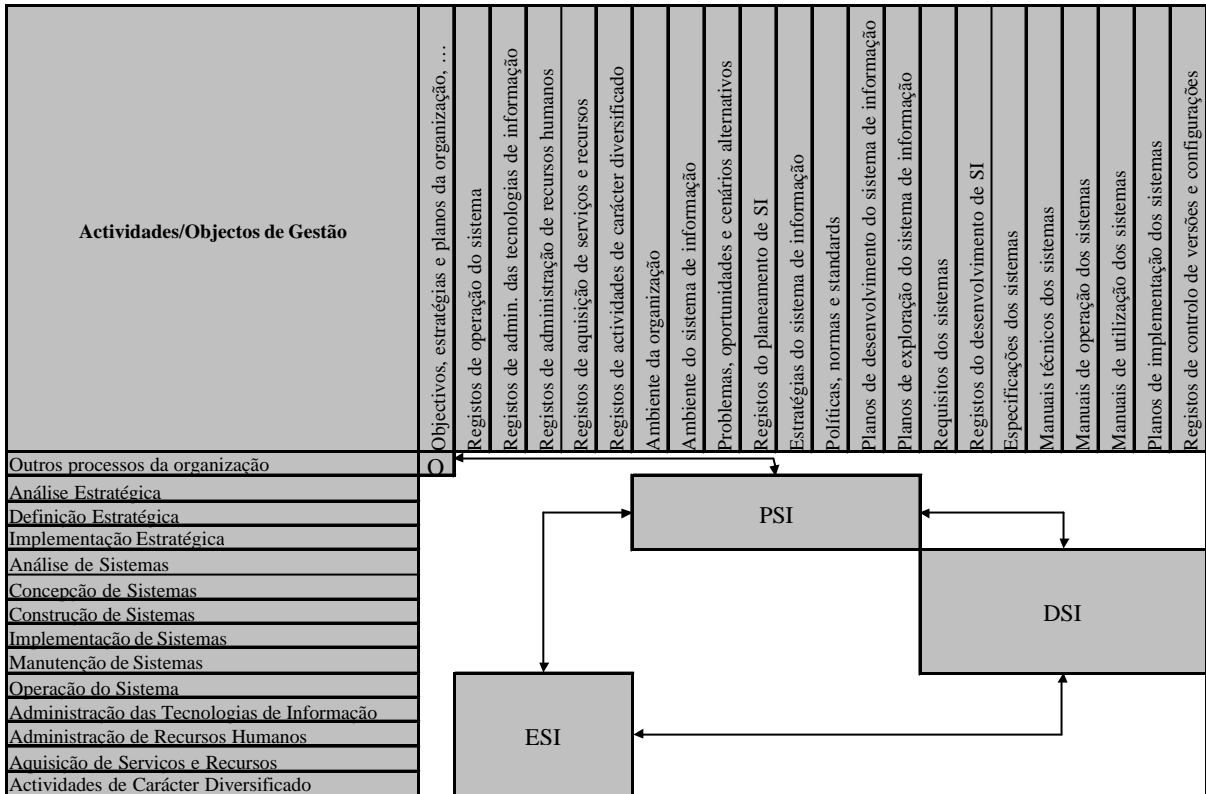 Actividades/Objectos de Gestão
Objectivos, estratégias e planos da organização, …
Registos de operação do sistema
Registos de admin. das tecnologias de informação
Registos de administração de recursos humanos
Registos de aquisição de serviços e recursos
Registos de actividades de carácter diversificado
Ambiente da organização
Ambiente do sistema de informação
Problemas, oportunidades e cenários alternativos
Registos do planeamento de SI
Estratégias do sistema de informação
Políticas, normas e standards
Planos de desenvolvimento do sistema de informação
Planos de exploração do sistema de informação
Requisitos dos sistemas
Registos do desenvolvimento de SI
Especificações dos sistemas
Manuais técnicos dos sistemas
Manuais de operação dos sistemas
Manuais de utilização dos sistemas
Planos de implementação dos sistemas
Registos de controlo de versões e configurações
Outros processos da organização
O
Análise Estratégica
Definição Estratégica
Implementação Estratégica
PSI
Análise de Sistemas
Concepção de Sistemas
Construção de Sistemas
Implementação de Sistemas
Manutenção de Sistemas
DSI
Operação do Sistema
Administração das Tecnologias de Informação
Administração de Recursos Humanos
Aquisição de Serviços e Recursos
Actividades de Carácter Diversificado
ESI